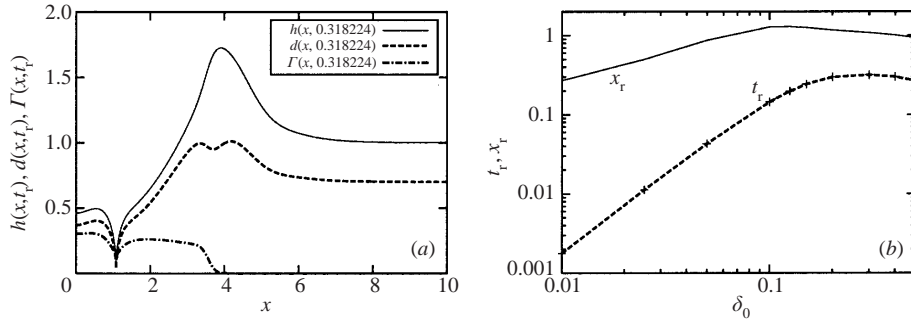 h(x, 0.318224)
d(x, 0.318224)
Γ(x, 0.318224)
h(x,t_r), d(x,t_r), Γ(x,t_r)
2.0
1.5
1.0
0.5
0
2
4
6
8
10
x
(a)
t_r, x_r
1
0.1
0.01
0.001
0.01
0.1
δ_0
x_r
t_r
(b)